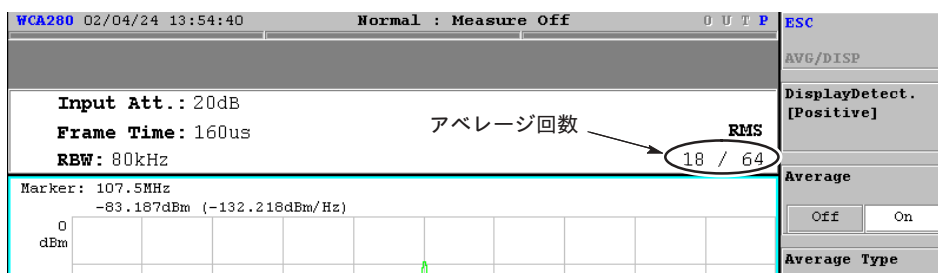 WCA280 02/04/24 13:54:40 Normal : Measure Off 0 U T P
ESC
AVG/DISP
Input Att.: 20dB
Frame Time: 160us
RBW: 80kHz
アベレージ回数
RMS
18 / 64
DisplayDetect.
[Positive]
Marker: 107.5MHz
-83.187dBm (-132.218dBm/Hz)
0
dBm
Average
Off On
Average Type